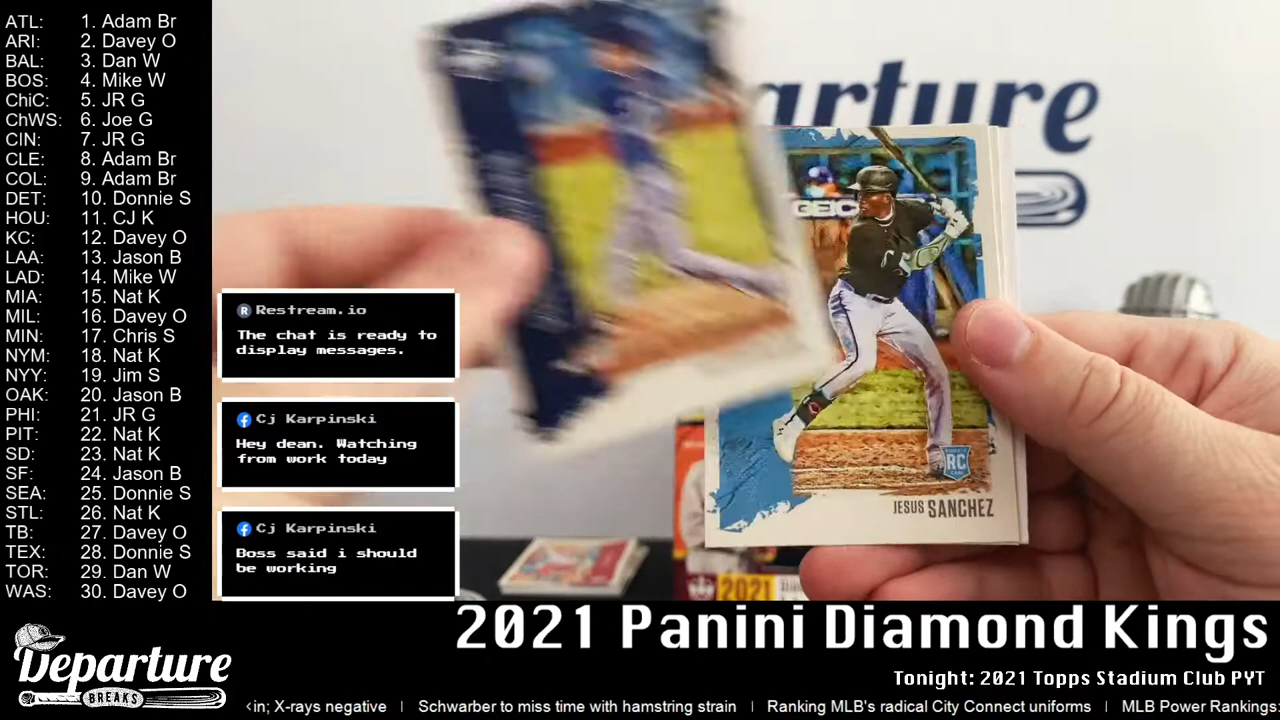 ATL: 1. Adam Br
ARI: 2. Davey O
BAL: 3. Dan W
BOS: 4. Mike W
ChiC: 5. JR G
ChWS: 6. Joe G
CIN: 7. JR G
CLE: 8. Adam Br
COL: 9. Adam Br
DET: 10. Donnie S
HOU: 11. CJ K
KC: 12. Davey O
LAA: 13. Jason B
LAD: 14. Mike W
MIA: 15. Nat K
MIL: 16. Davey O
MIN: 17. Chris S
NYM: 18. Nat K
NYY: 19. Jim S
OAK: 20. Jason B
PHI: 21. JR G
PIT: 22. Nat K
SD: 23. Nat K
SF: 24. Jason B
SEA: 25. Donnie S
STL: 26. Nat K
TB: 27. Davey O
TEX: 28. Donnie S
TOR: 29. Dan W
WAS: 30. Davey O
Restream.io
The chat is ready to
display messages.
Cj Karpinski
Hey dean. Watching
from work today
Cj Karpinski
Boss said i should
be working
arture
GEIC
RC
JESUS SANCHEZ
2021
2021 Panini Diamond Kings
Tonight: 2021 Topps Stadium Club PYT
Departure
BREAKS
in; X-rays negative | Schwarber to miss time with hamstring strain | Ranking MLB's radical City Connect uniforms | MLB Power Rankings: